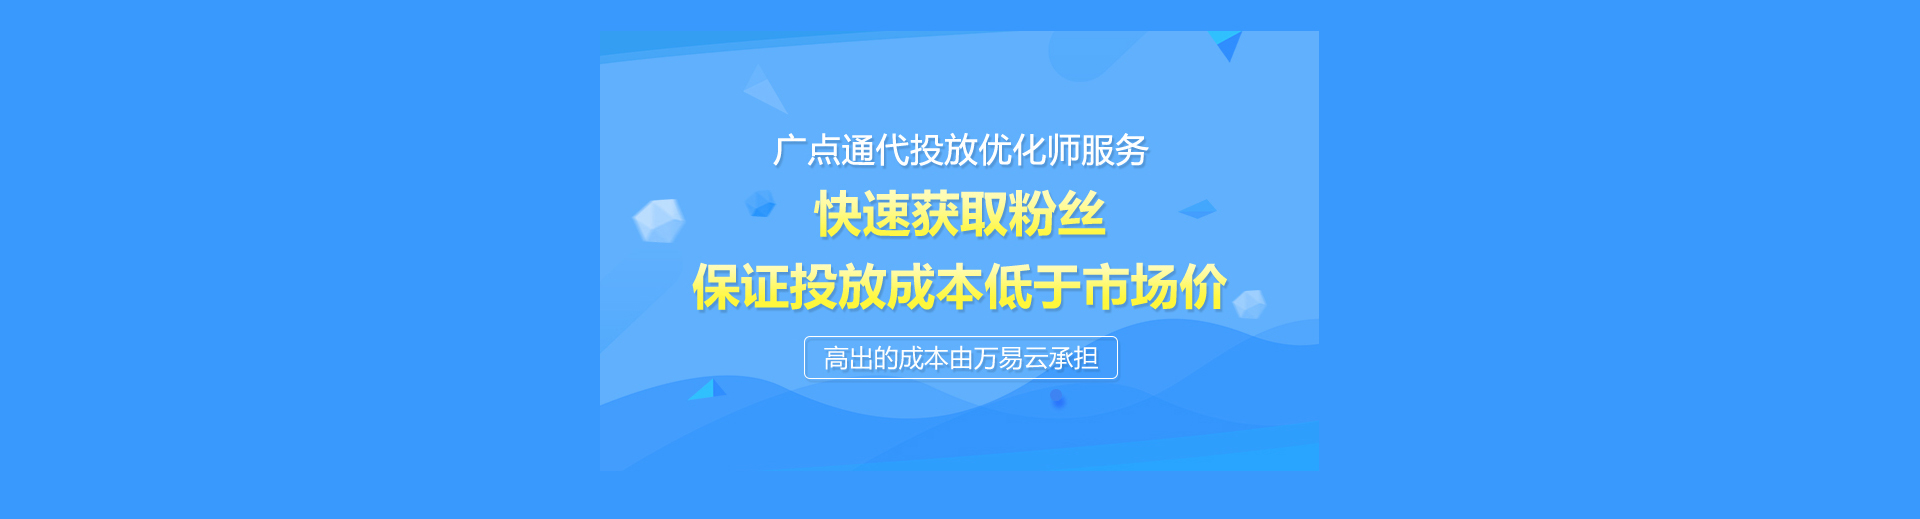 广点通代投放优化师服务
快速获取粉丝
保证投放成本低于市场价
高出的成本由万易云承担